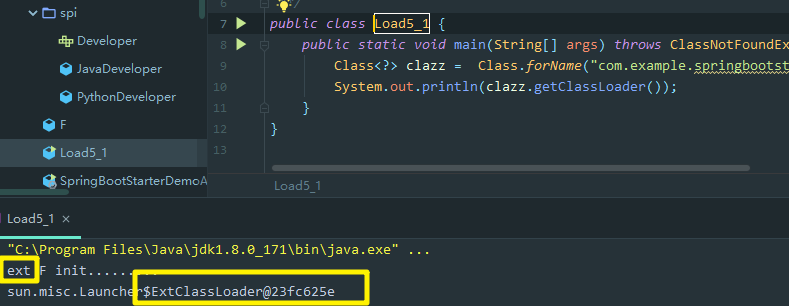 spi
Developer
JavaDeveloper
PythonDeveloper
F
Load5_1
SpringBootStarterDemoA
6 */
7 public class Load5_1 {
8 public static void main(String[] args) throws ClassNotFoundEx
9 Class<?> clazz = Class.forName("com.example.springbootst
10 System.out.println(clazz.getClassLoader());
11 }
12 }
13
Load5_1
Load5_1 ×
"C:\Program Files\Java\jdk1.8.0_171\bin\java.exe" ...
ext F init.........
sun.misc.Launcher$ExtClassLoader@23fc625e